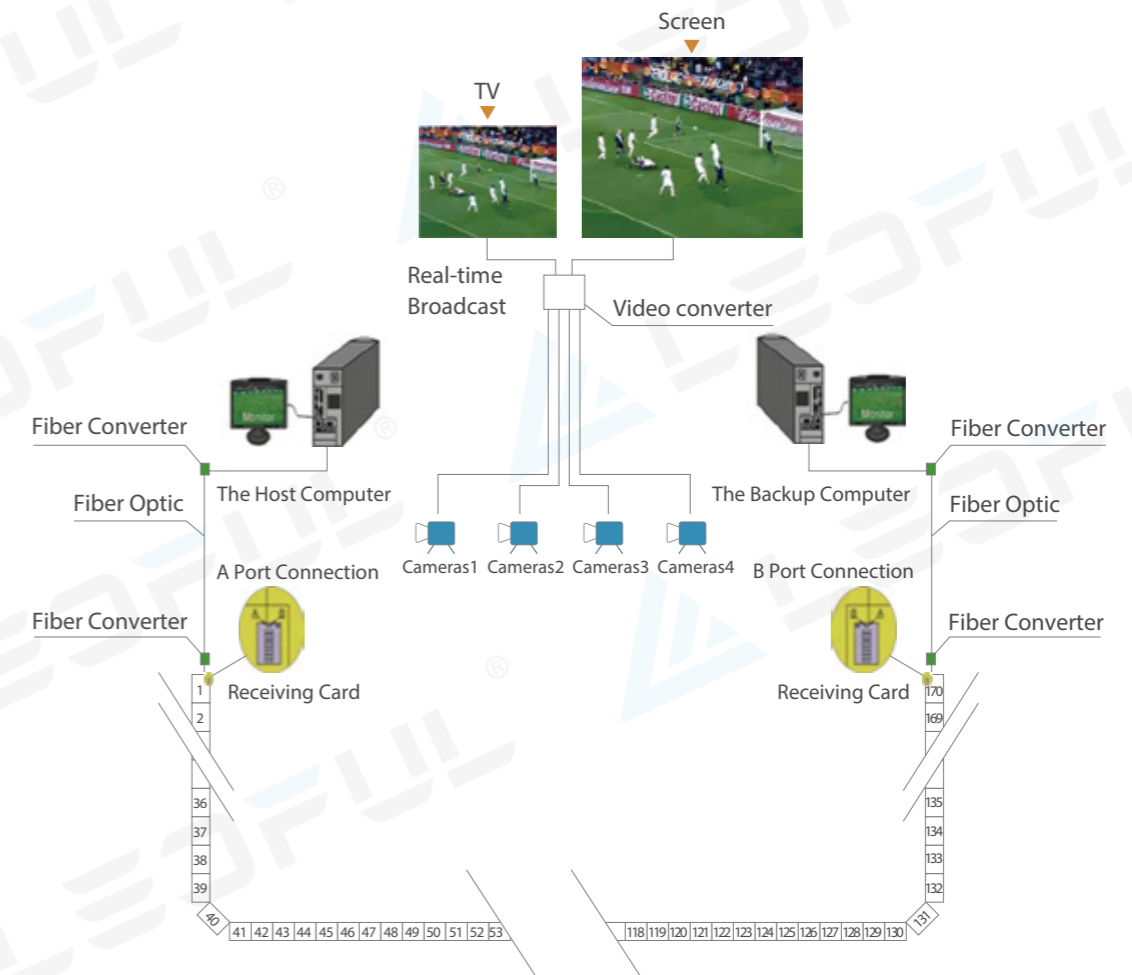 Screen
TV
Real-time
Broadcast
Video converter
Monitor
Monitor
Fiber Converter
Fiber Converter
The Host Computer
The Backup Computer
Fiber Optic
Fiber Optic
Cameras1 Cameras2 Cameras3 Cameras4
A Port Connection
B Port Connection
Fiber Converter
Fiber Converter
Receiving Card
Receiving Card
1
2
36
37
38
39
40
41 42 43 44 45 46 47 48 49 50 51 52 53
118 119 120 121 122 123 124 125 126 127 128 129 130
131
170
169
135
134
133
132
LEDFUL
®